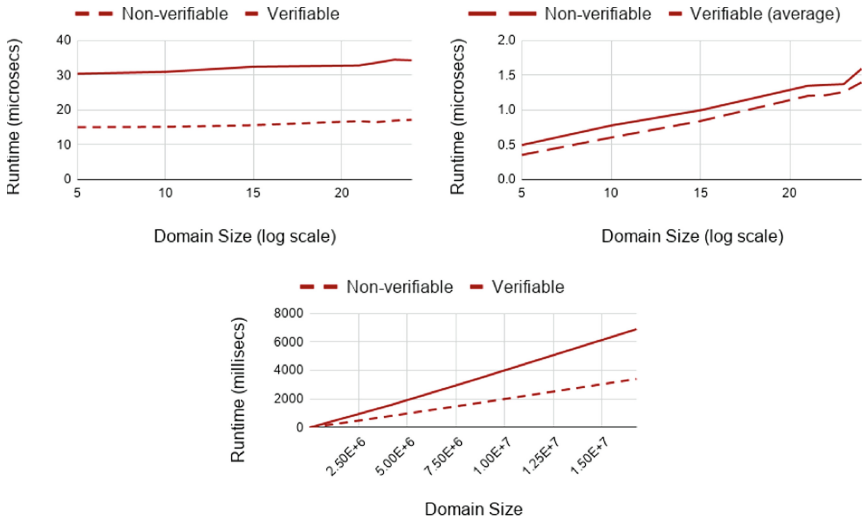 Non-verifiable Verifiable
Runtime (microsecs)
40
30
20
10
0
5 10 15 20
Domain Size (log scale)
Non-verifiable Verifiable (average)
Runtime (microsecs)
2.0
1.5
1.0
0.5
0.0
5 10 15 20
Domain Size (log scale)
Non-verifiable Verifiable
Runtime (millisecs)
8000
6000
4000
2000
0
2.50E+6 5.00E+6 7.50E+6 1.00E+7 1.25E+7 1.50E+7
Domain Size